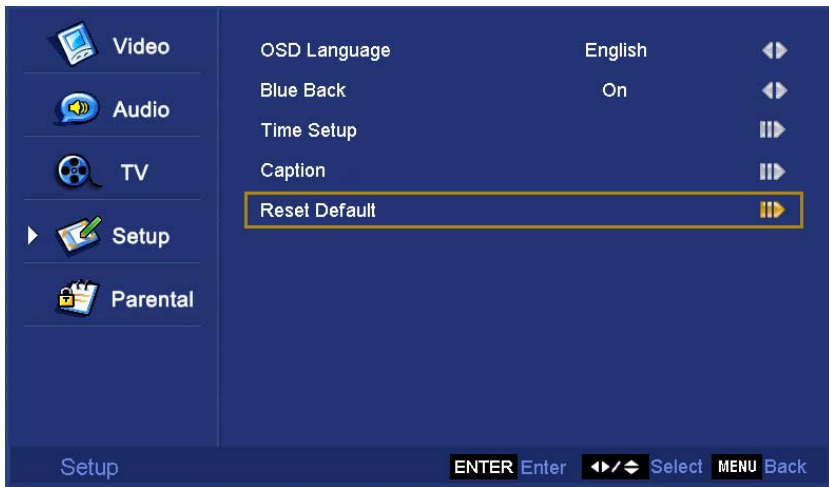 Video
Audio
TV
Setup
Parental
OSD Language English
Blue Back On
Time Setup
Caption
Reset Default
Setup ENTER Enter / Select MENU Back